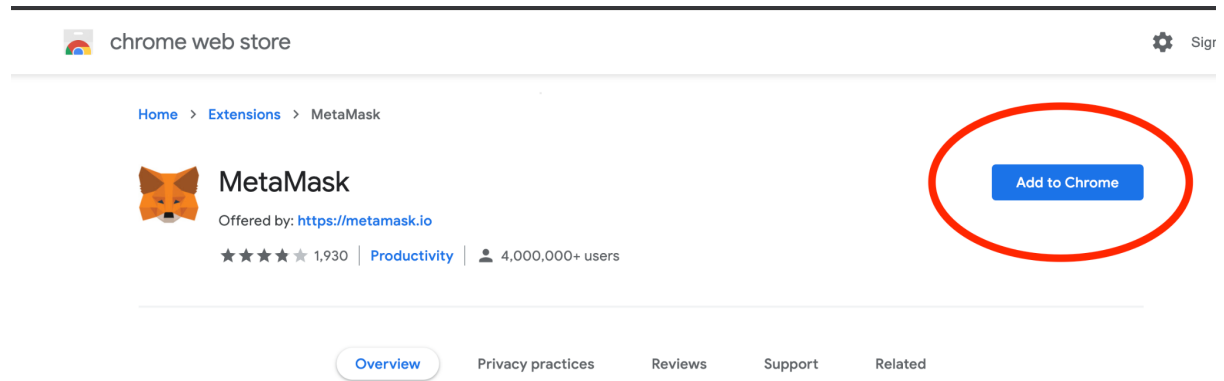 chrome web store
Home > Extensions > MetaMask
MetaMask
Add to Chrome
Offered by: https://metamask.io
1,930 Productivity 4,000,000+ users
Overview Privacy practices Reviews Support Related